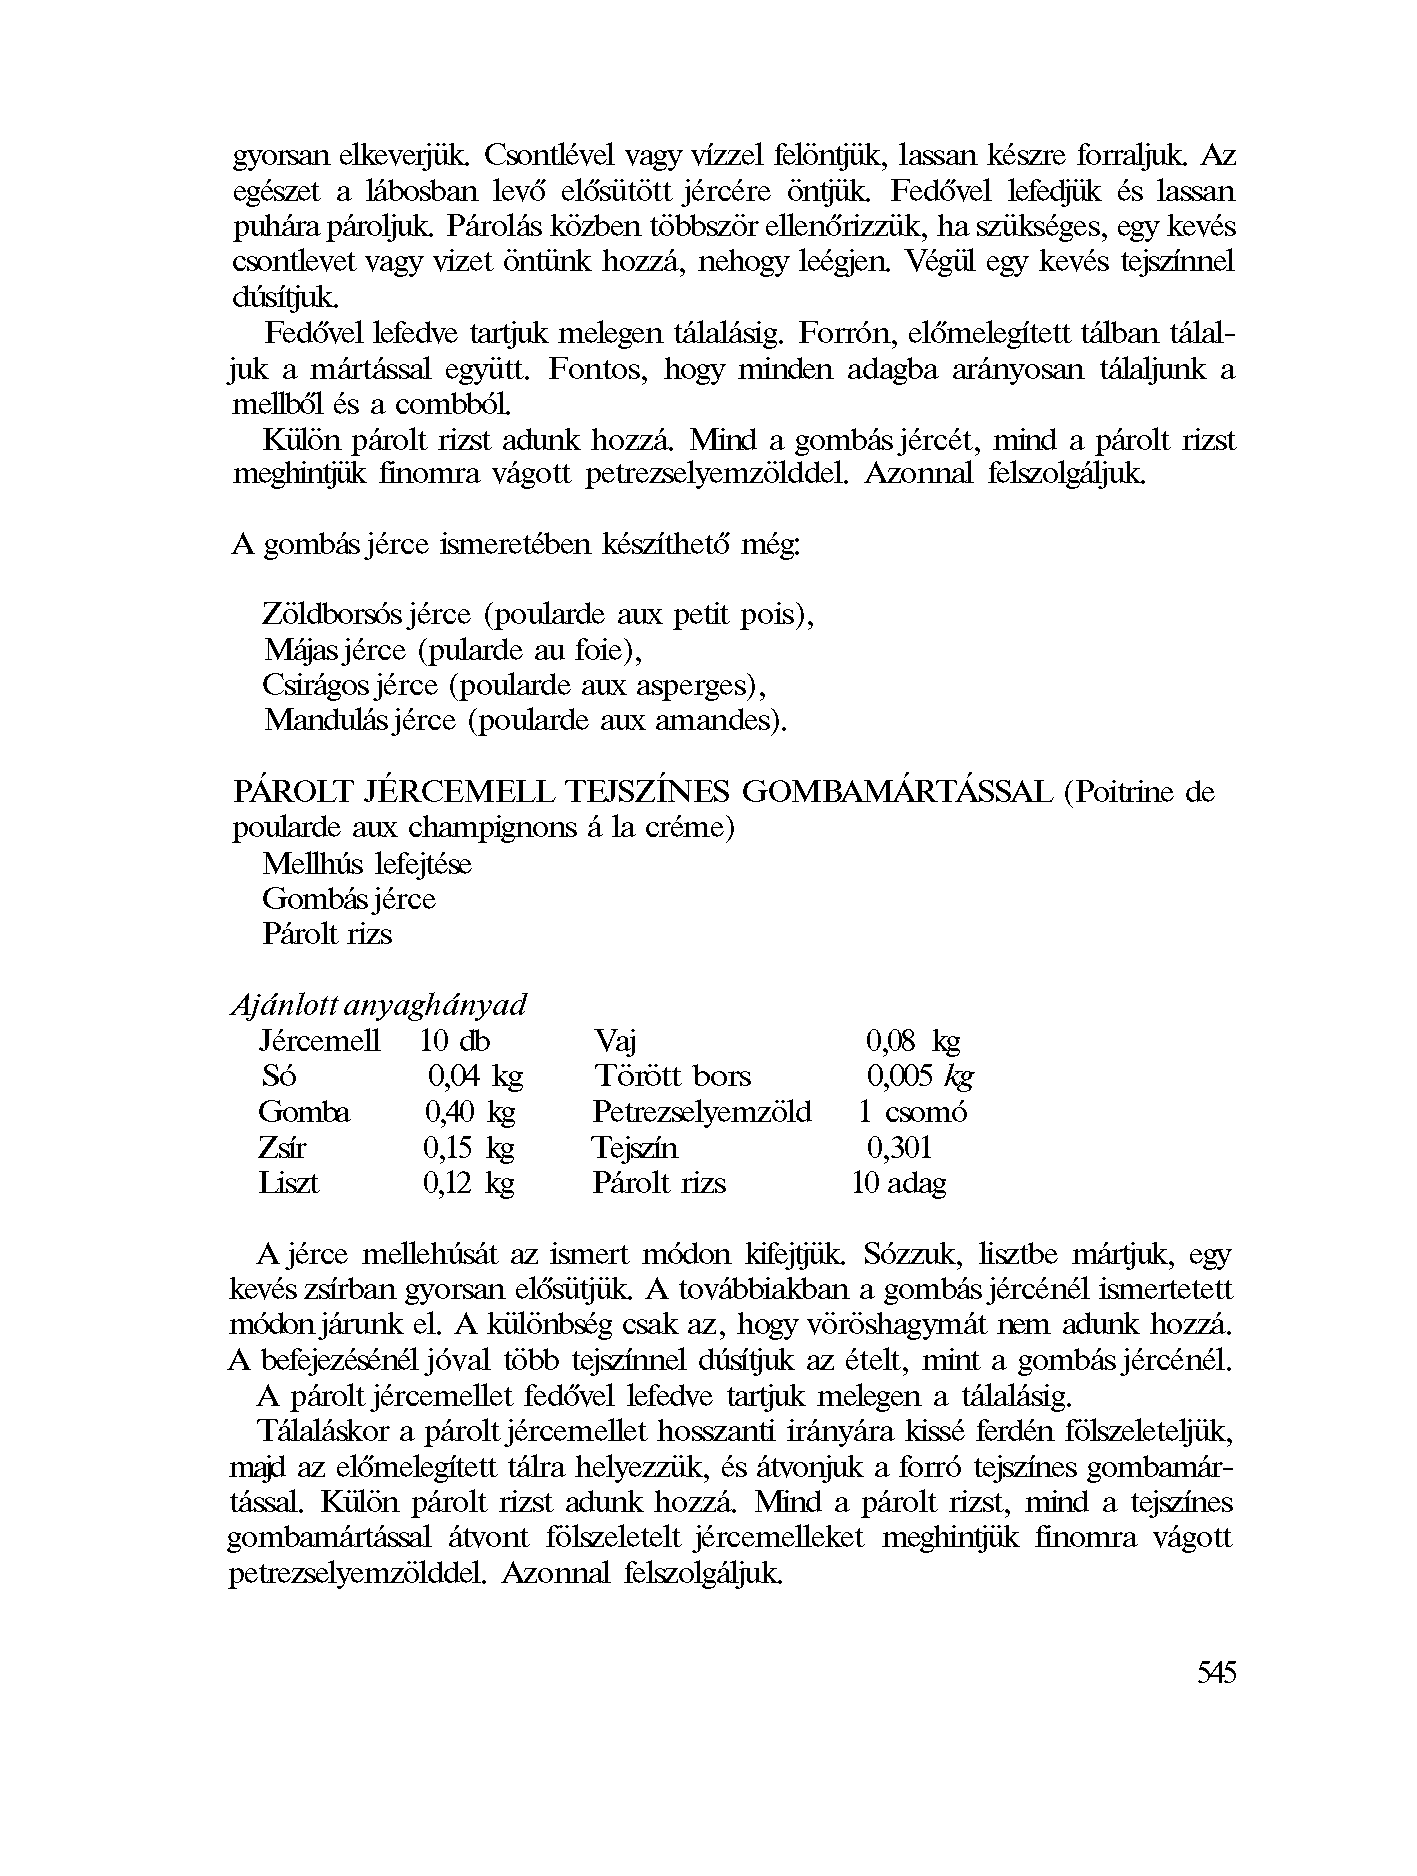 gyorsan elkeverjük. Csontlével vagy vízzel felöntjük, lassan készre forraljuk. Az
egészet a lábosban levő elősütött jércére öntjük. Fedővel lefedjük és lassan
puhára pároljuk. Párolás közben többször ellenőrizzük, ha szükséges, egy kevés
csontlevet vagy vizet öntünk hozzá, nehogy leégjen. Végül egy kevés tejszínnel
dúsítjuk.
Fedővel lefedve tartjuk melegen tálalásig. Forrón, előmelegített tálban tálal-
juk a mártással együtt. Fontos, hogy minden adagba arányosan tálaljunk a
mellből és a combból.
Külön párolt rizst adunk hozzá. Mind a gombás jércét, mind a párolt rizst
meghintjük finomra vágott petrezselyemzölddel. Azonnal felszolgáljuk.
A gombás jérce ismeretében készíthető még:
Zöldborsós jérce (poularde aux petit pois),
Májas jérce (pularde au foie),
Csirágos jérce (poularde aux asperges),
Mandulás jérce (poularde aux amandes).
PÁROLT JÉRCEMELL TEJSZÍNES GOMBAMÁRTÁSSAL (Poitrine de
poularde aux champignons á la créme)
Mellhús lefejtése
Gombás jérce
Párolt rizs
Ajánlott anyaghányad
Jércemell 10 db Vaj 0,08 kg
Só 0,04 kg Törött bors 0,005 kg
Gomba 0,40 kg Petrezselyemzöld 1 csomó
Zsír 0,15 kg Tejszín 0,301
Liszt 0,12 kg Párolt rizs 10 adag
A jérce mellehúsát az ismert módon kifejtjük. Sózzuk, lisztbe mártjuk, egy
kevés zsírban gyorsan elősütjük. A továbbiakban a gombás jércénél ismertetett
módon járunk el. A különbség csak az, hogy vöröshagymát nem adunk hozzá.
A befejezésénél jóval több tejszínnel dúsítjuk az ételt, mint a gombás jércénél.
A párolt jércemellet fedővel lefedve tartjuk melegen a tálalásig.
Tálaláskor a párolt jércemellet hosszanti irányára kissé ferdén fölszeleteljük,
majd az előmelegített tálra helyezzük, és átvonjuk a forró tejszínes gombamár-
tással. Külön párolt rizst adunk hozzá. Mind a párolt rizst, mind a tejszínes
gombamártással átvont fölszeletelt jércemelleket meghintjük finomra vágott
petrezselyemzölddel. Azonnal felszolgáljuk.
545